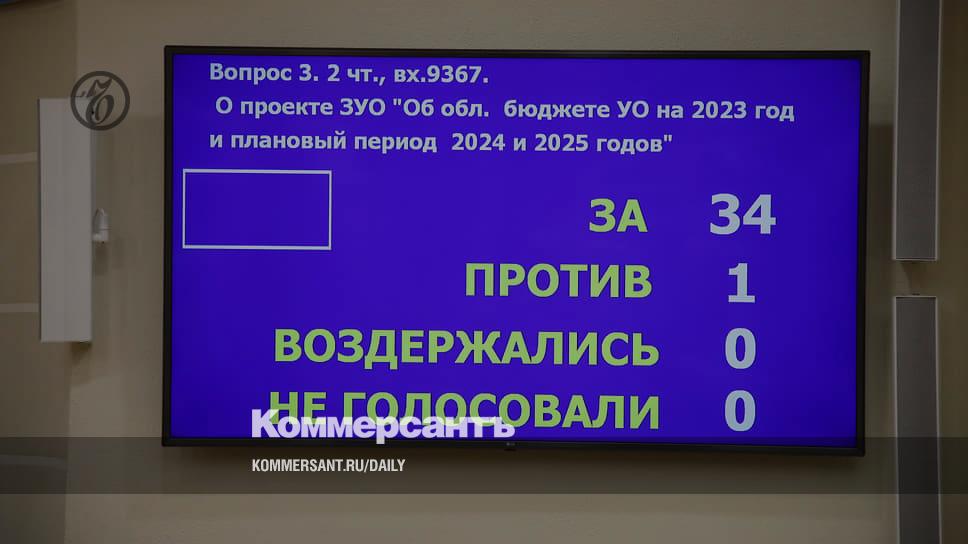 Вопрос 3. 2 чт., вх.9367.
О проекте ЗУО "Об обл. бюджете УО на 2023 год
и плановый период 2024 и 2025 годов"
ЗА 34
ПРОТИВ 1
ВОЗДЕРЖАЛИСЬ 0
НЕ ГОЛОСОВАЛИ 0
Коммерсантъ
KOMMERSANT.RU/DAILY